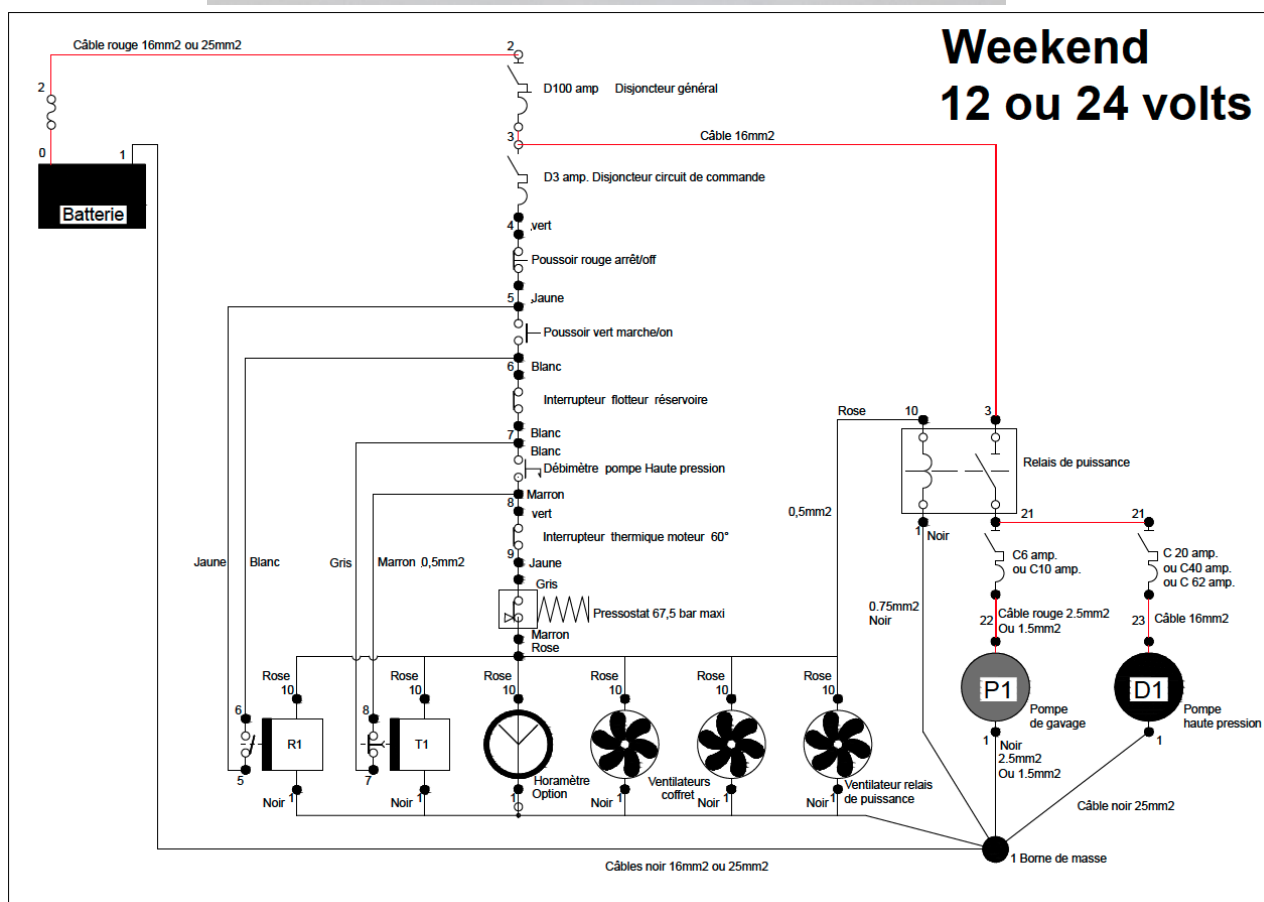 Weekend
12 ou 24 volts
Câble rouge 16mm2 ou 25mm2
2
2
D100 amp Disjoncteur général
0
1
Batterie
3
Câble 16mm2
D3 amp. Disjoncteur circuit de commande
4
vert
Poussoir rouge arrêt/off
5
Jaune
Poussoir vert marche/on
6
Blanc
Interrupteur flotteur réservoire
7
Blanc
Blanc
Débimètre pompe Haute pression
Marron
8
vert
Interrupteur thermique moteur 60°
9
Jaune
Gris
Pressostat 67,5 bar maxi
Marron
Rose
Jaune
Blanc
Gris
Marron 0,5mm2
Rose
10
3
Relais de puissance
0,5mm2
1
Noir
21
21
C6 amp.
ou C10 amp.
C 20 amp.
ou C40 amp.
ou C 62 amp.
0.75mm2
Noir
22
Câble rouge 2.5mm2
Ou 1.5mm2
23
Câble 16mm2
P1
Pompe
de gavage
D1
Pompe
haute pression
1
Noir
2.5mm2
Ou 1.5mm2
1
Câble noir 25mm2
Rose
10
Rose
10
Rose
10
Rose
10
Rose
10
Rose
10
6
R1
5
8
T1
7
Horamètre
Option
Ventilateurs
coffret
Ventilateur relais
de puissance
Noir 1
Noir 1
1
Noir 1
Noir 1
Noir 1
1 Borne de masse
Câbles noir 16mm2 ou 25mm2